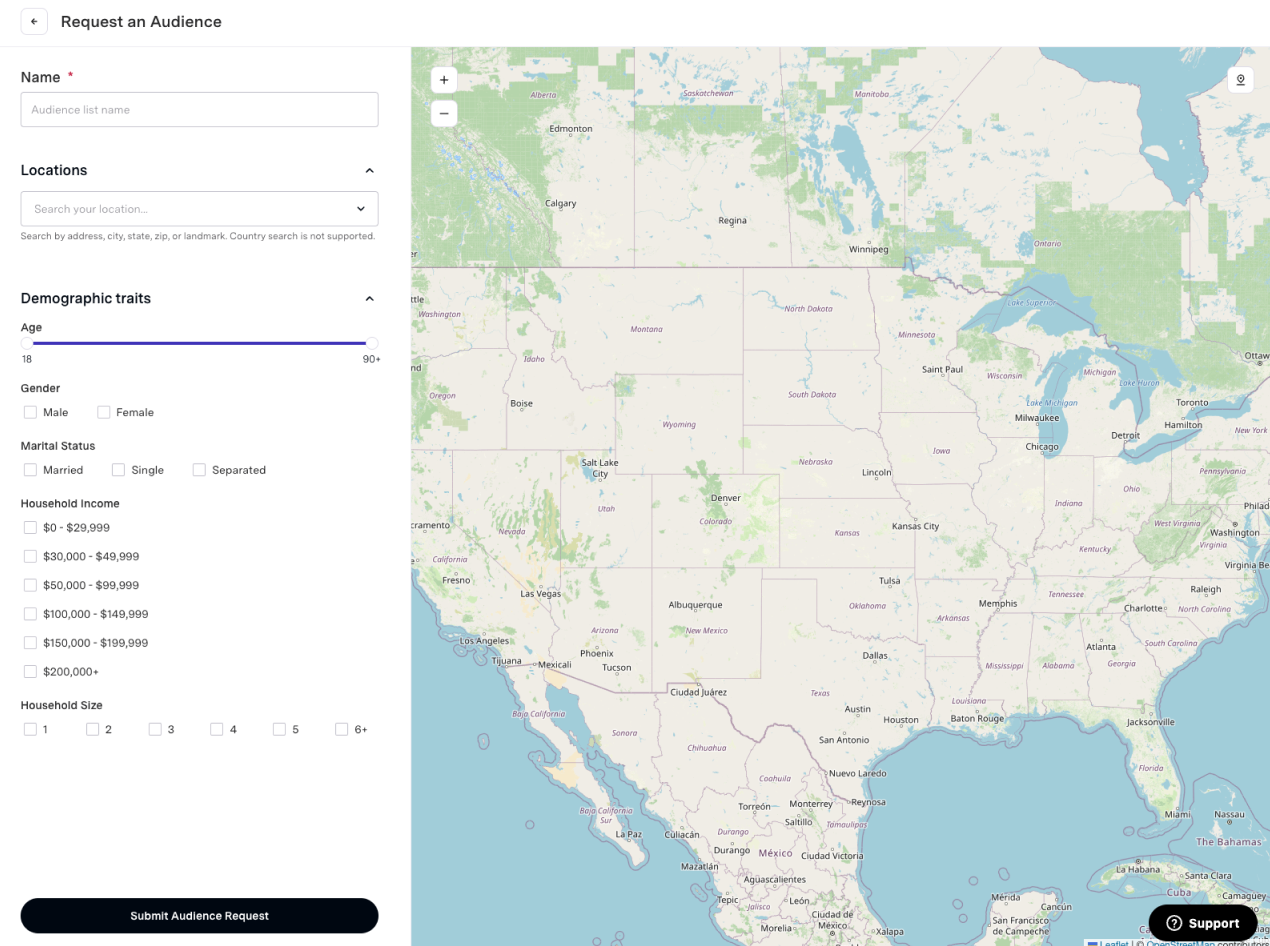 Request an Audience
Name *
Audience list name
Locations
Search your location...
Search by address, city, state, zip, or landmark. Country search is not supported.
Demographic traits
Age
18 90+
Gender
Male Female
Marital Status
Married Single Separated
Household Income
$0 - $29,999
$30,000 - $49,999
$50,000 - $99,999
$100,000 - $149,999
$150,000 - $199,999
$200,000+
Household Size
1 2 3 4 5 6+
Submit Audience Request
+
−
Alberta
Saskatchewan
Manitoba
Edmonton
Calgary
Regina
Winnipeg
Ontario
Lake Superior
Washington
Montana
North Dakota
Minnesota
Ottaw
Idaho
Oregon
Boise
Saint Paul
Wisconsin
Michigan
Lake Huron
South Dakota
Lake Michigan
Toronto
Milwaukee
Hamilton
Wyoming
New York
Detroit
Chicago
Iowa
Salt Lake
City
Nebraska
Lincoln
Pennsylvania
Ohio
Utah
Denver
Colorado
Indiana
Philad
Nevada
cramento
Kansas City
Kansas
West Virginia
Washington
Virginia
Kentucky
California
Virginia Be
Fresno
Las Vegas
Tulsa
Raleigh
Tennessee
Albuquerque
Oklahoma
Memphis
Charlotte
North Carolina
Arkansas
Los Angeles
Arizona
New Mexico
South Carolina
Atlanta
Phoenix
Dallas
Tijuana
Mexicali
Tucson
Mississippi
Alabama
Georgia
Ciudad Juárez
Texas
Louisiana
Austin
Baja California
Houston
Baton Rouge
Jacksonville
Sonora
San Antonio
Chihuahua
Florida
Coahuila
Nuevo Laredo
Torreón
Monterrey
Reynosa
Baja California
Sur
Saltillo
Miami
Nassau
Tamaulipas
La Paz
Culiacán
Durango
The Bahamas
Durango
México
Ciudad Victoria
Mazatlán
La Habana
Santa Clara
Aguascalientes
Cuba
Camaguey
Tepic
León
Mérida
Cancún
Jalisco
Ciudad de
México
San Francisco
de Campeche
Morelia
Xalapa
Support
Leaflet | © OpenStreetMap contributors